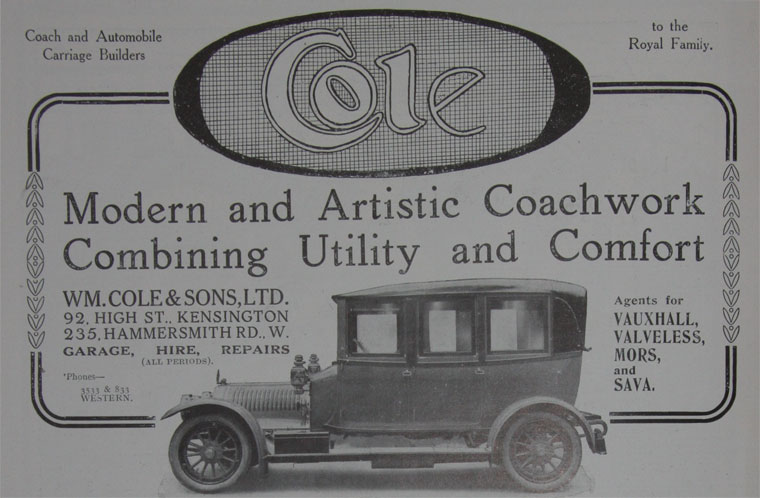 Coach and Automobile
Carriage Builders
to the
Royal Family.
Cole
Modern and Artistic Coachwork
Combining Utility and Comfort
WM. COLE & SONS, LTD.
92, HIGH ST., KENSINGTON
235, HAMMERSMITH RD., W.
GARAGE, HIRE, REPAIRS
(ALL PERIODS).
'Phones—
3523 & 833
WESTERN.
Agents for
VAUXHALL,
VALVELESS,
MORS,
and
SAVA.